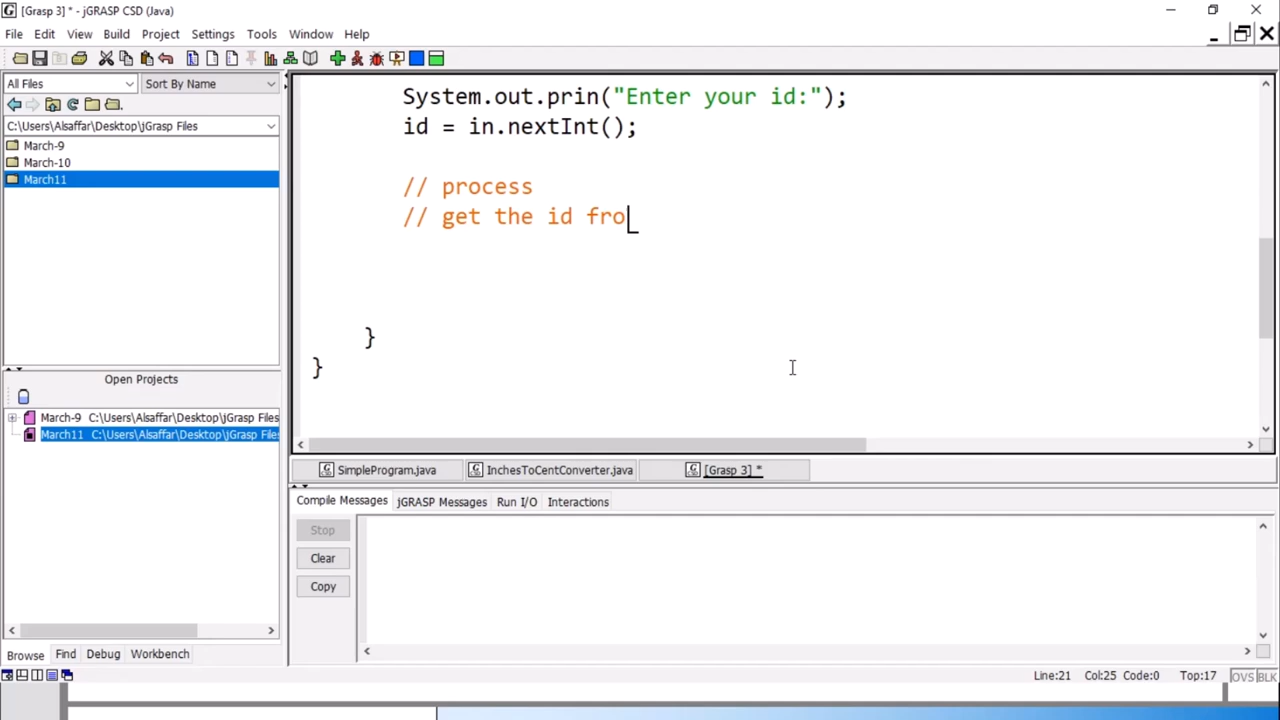 [Grasp 3] * - jGRASP CSD (Java)
File Edit View Build Project Settings Tools Window Help
All Files Sort By Name
C:\Users\Alsaffar\Desktop\jGrasp Files
March-9
March-10
March11
Open Projects
March-9 C:\Users\Alsaffar\Desktop\jGrasp Files
March11 C:\Users\Alsaffar\Desktop\jGrasp Files
Browse Find Debug Workbench
System.out.prin("Enter your id:");
id = in.nextInt();
// process
// get the id fro
}
}
SimpleProgram.java InchesToCentConverter.java [Grasp 3] *
Compile Messages jGRASP Messages Run I/O Interactions
Stop
Clear
Copy
Line:21 Col:25 Code:0 Top:17 OVS BLK